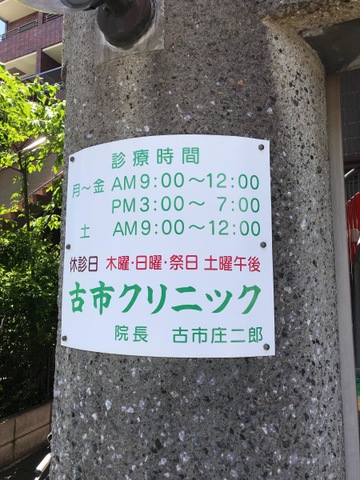 診療時間
月～金 AM9:00～12:00
PM3:00～ 7:00
土 AM9:00～12:00
休診日 木曜･日曜･祭日 土曜午後
古市クリニック
院長 古市庄二郎